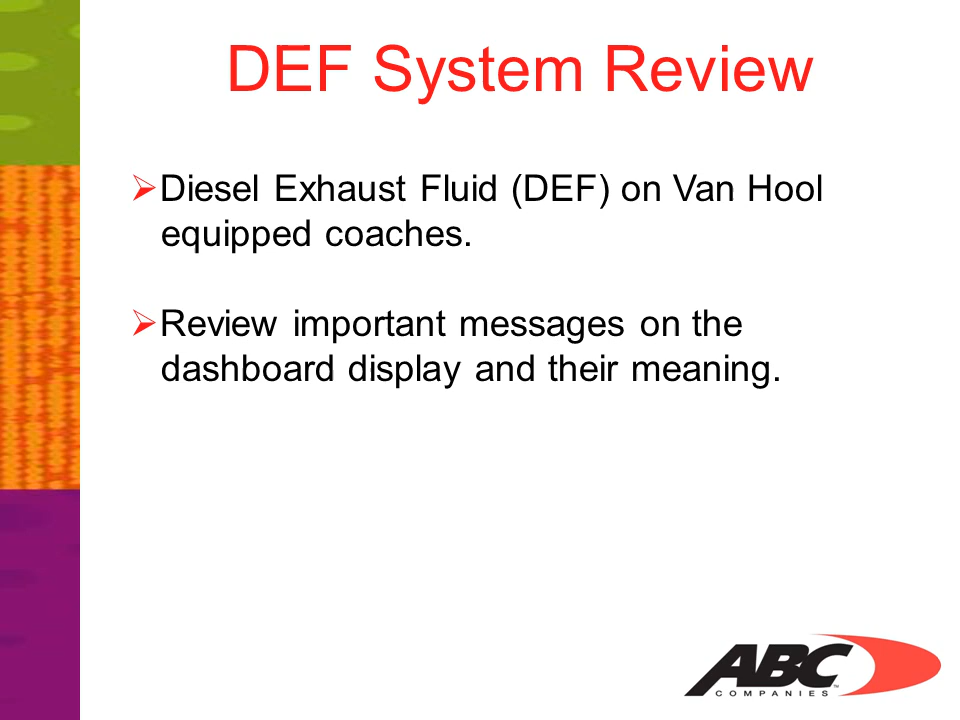 DEF System Review
➢Diesel Exhaust Fluid (DEF) on Van Hool
equipped coaches.
➢Review important messages on the
dashboard display and their meaning.
ABC
COMPANIES™